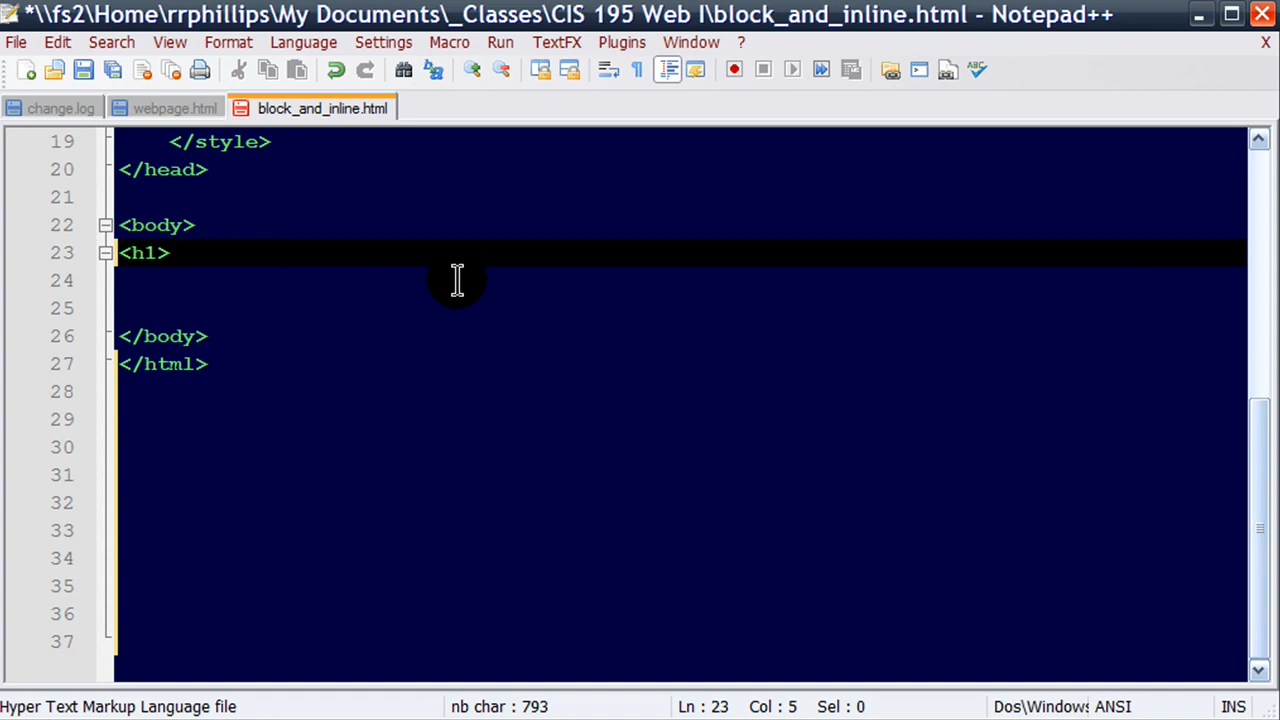 *\\fs2\Home\rrphillips\My Documents\_Classes\CIS 195 Web I\block_and_inline.html - Notepad++
File Edit Search View Format Language Settings Macro Run TextFX Plugins Window ? X
change.log webpage.html block_and_inline.html
19 </style>
20 </head>
21
22 <body>
23 <h1>
24
25
26 </body>
27 </html>
28
29
30
31
32
33
34
35
36
37
Hyper Text Markup Language file nb char : 793 Ln : 23 Col : 5 Sel : 0 Dos\Windows ANSI INS